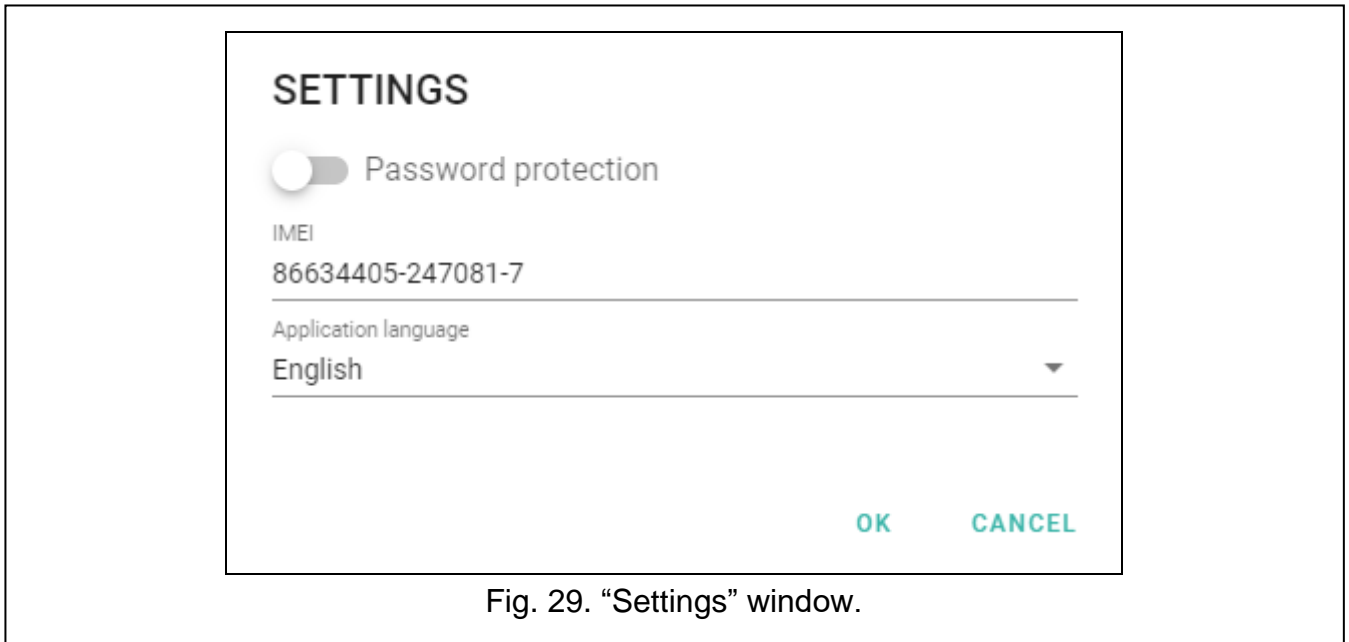 SETTINGS
Password protection
IMEI
86634405-247081-7
Application language
English
OK CANCEL
Fig. 29. “Settings” window.